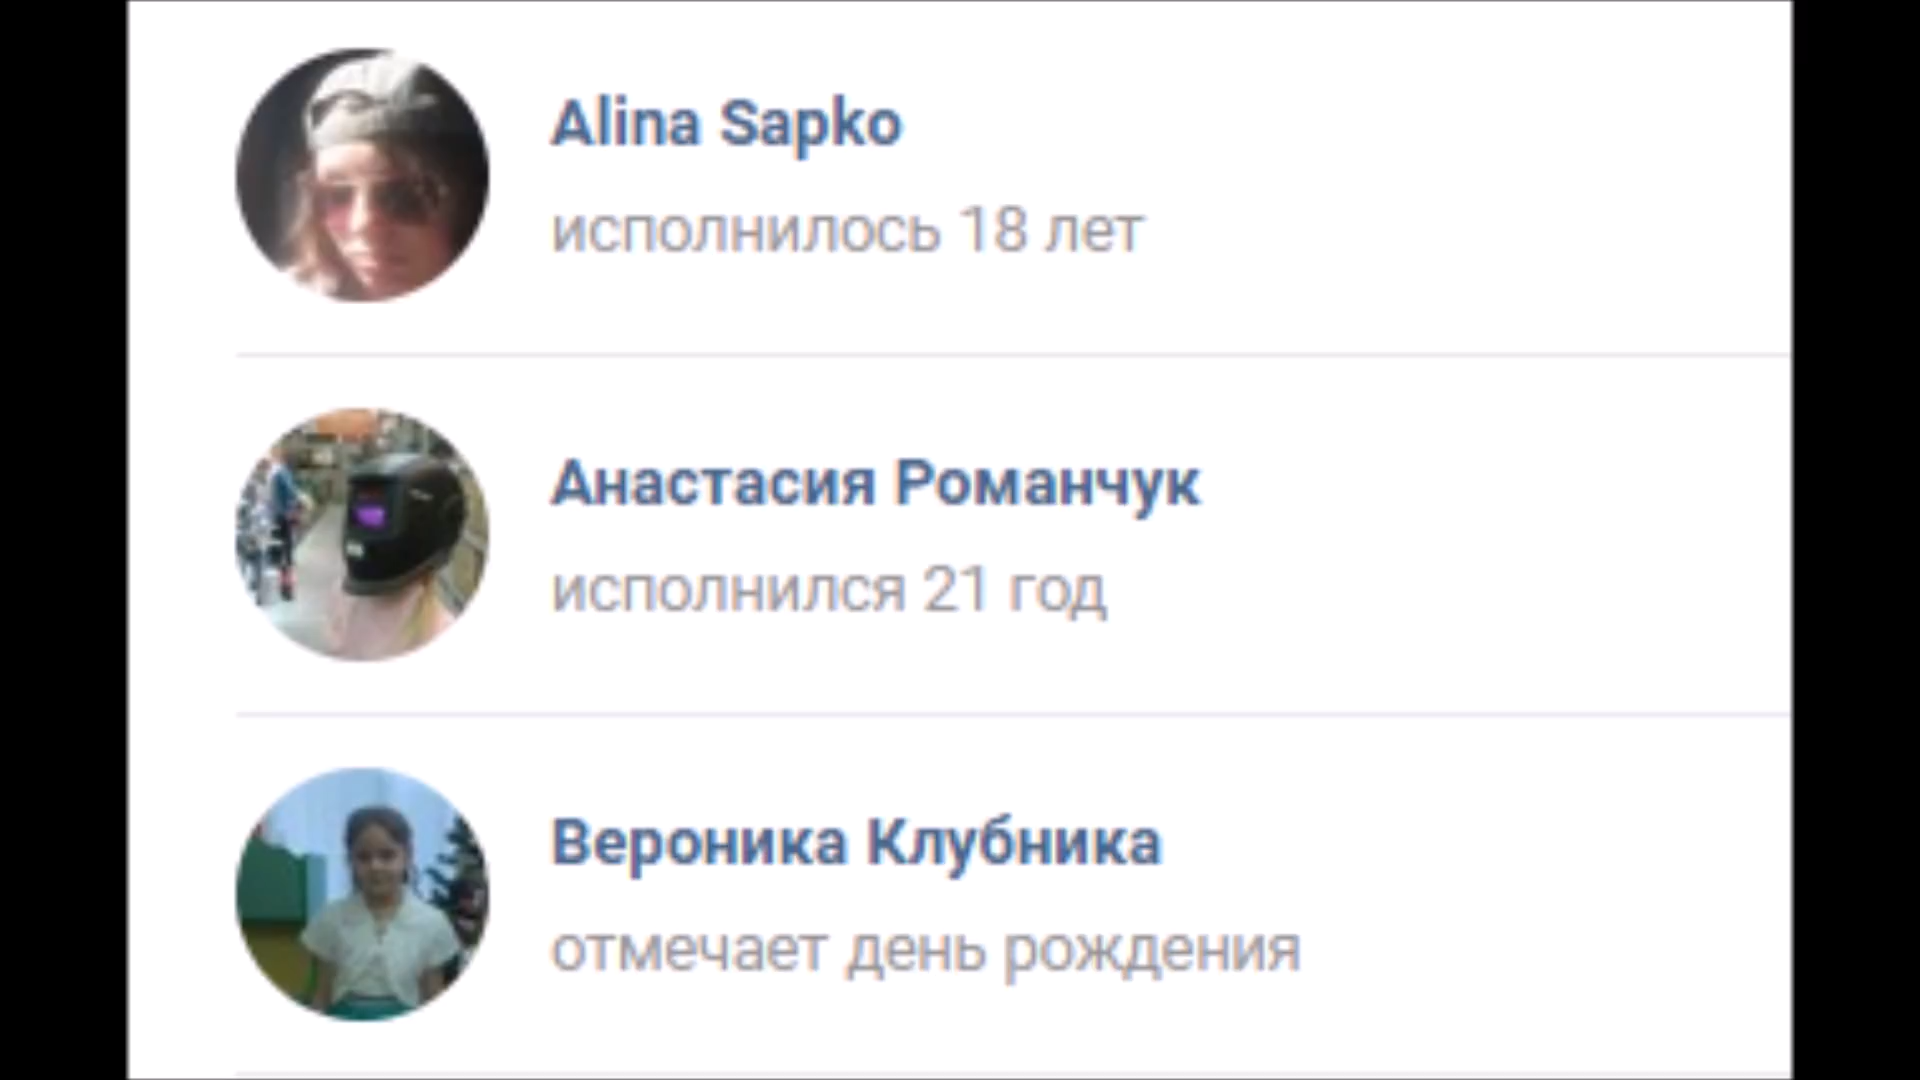 Alina Sapko
исполнилось 18 лет
Анастасия Романчук
исполнился 21 год
Вероника Клубника
отмечает день рождения